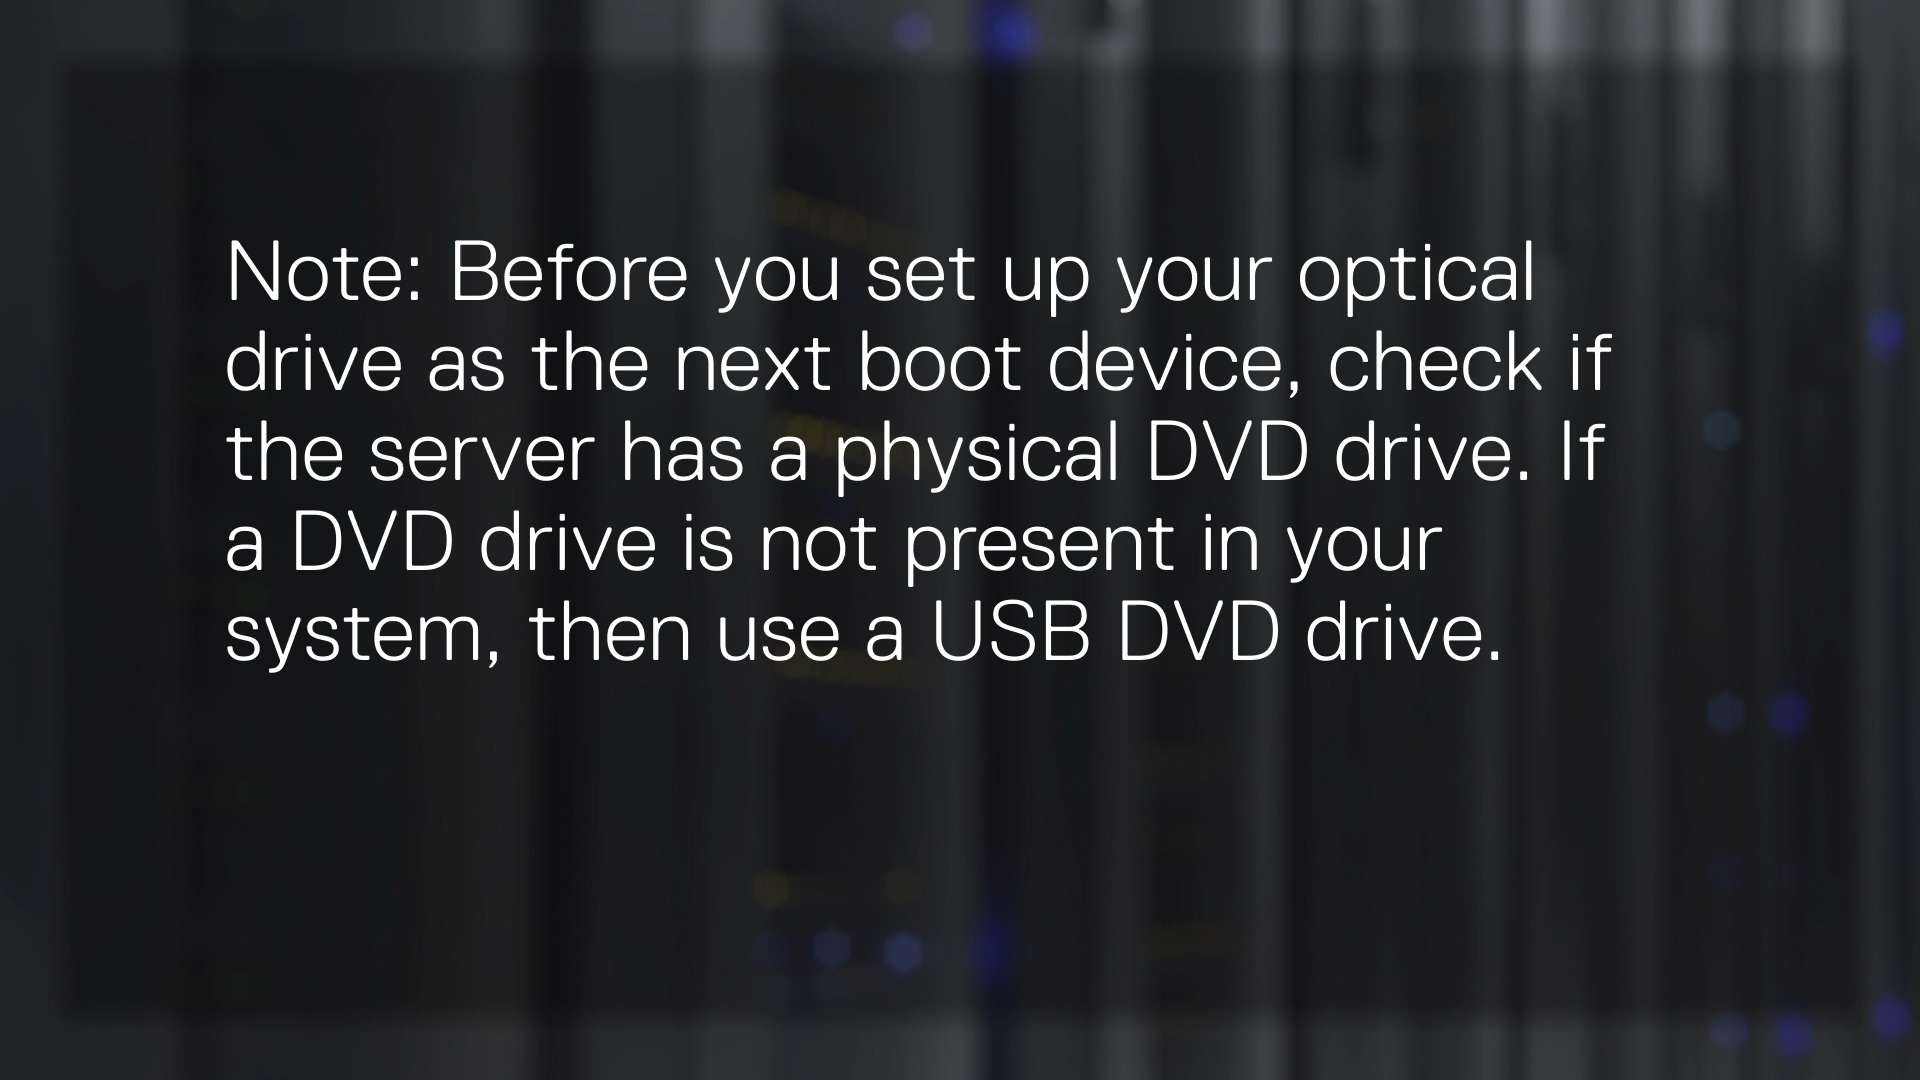 Note: Before you set up your optical
drive as the next boot device, check if
the server has a physical DVD drive. If
a DVD drive is not present in your
system, then use a USB DVD drive.